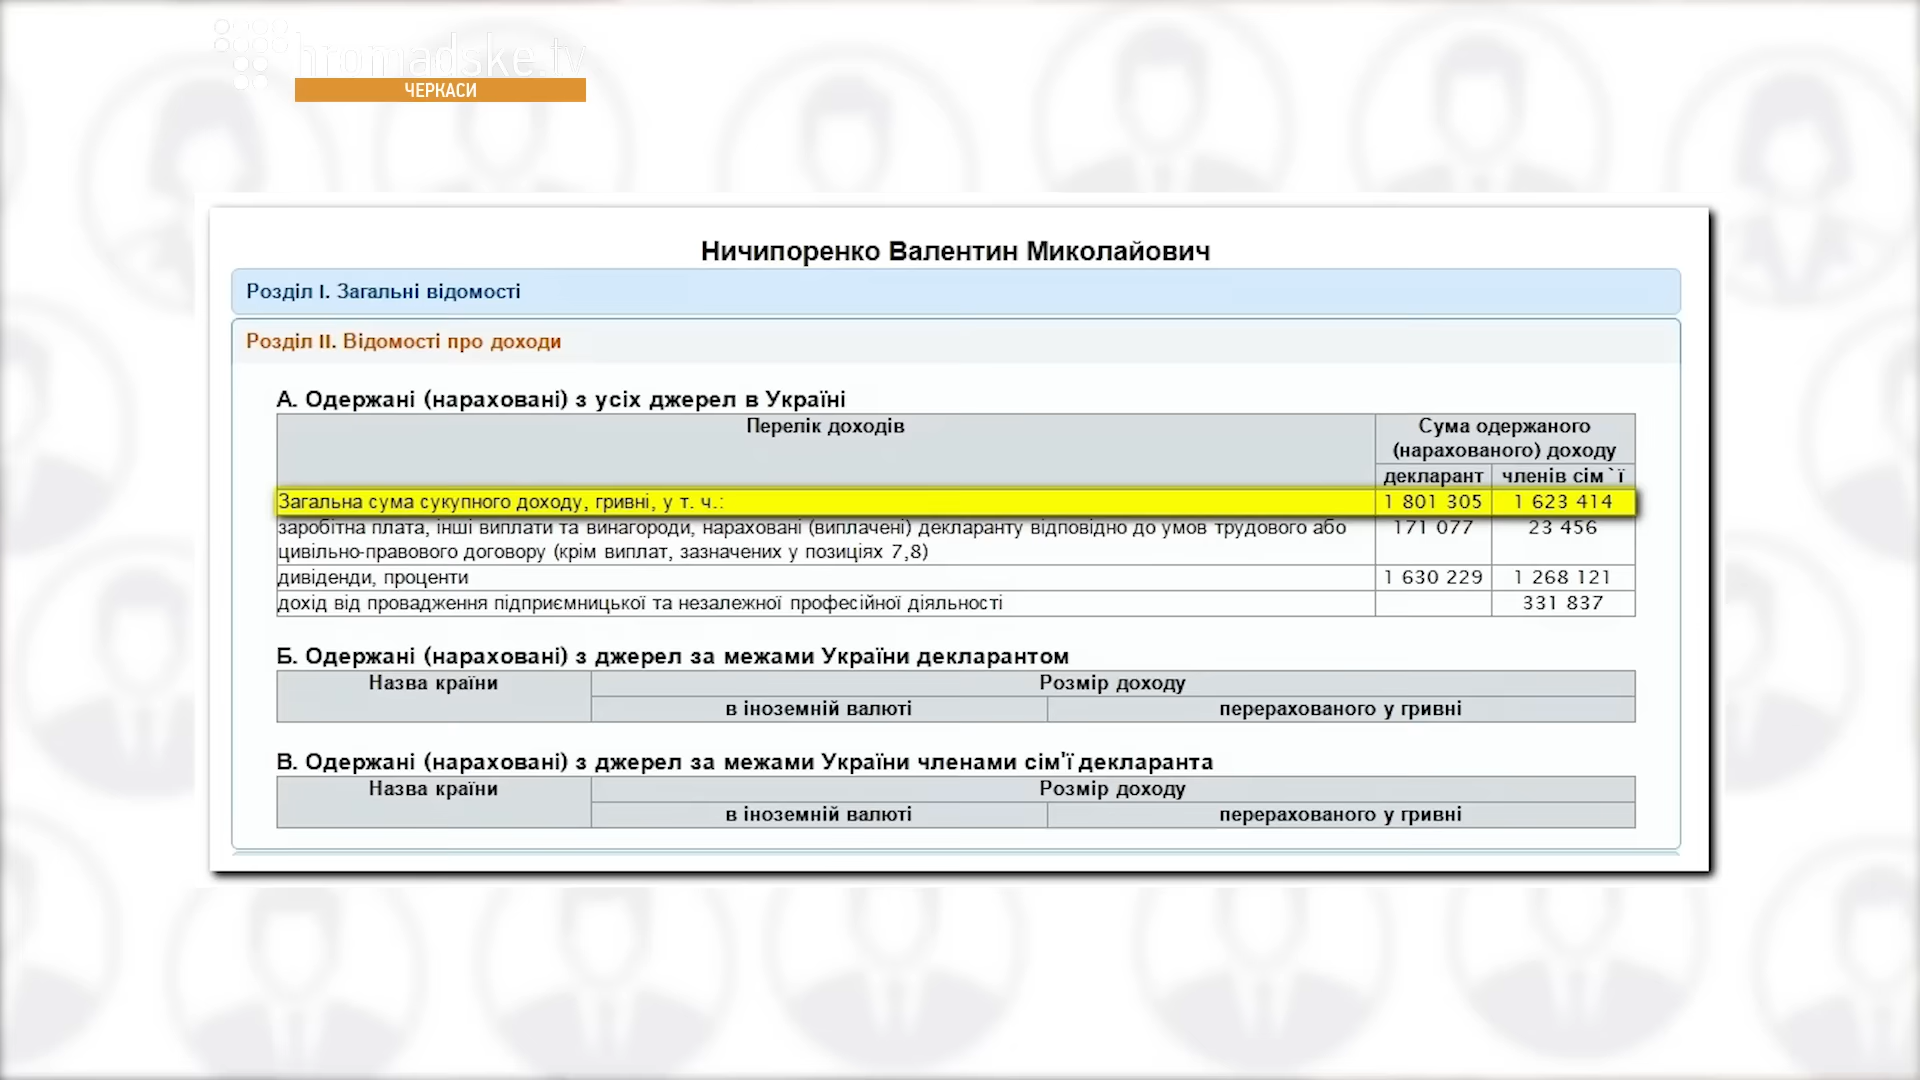 hromadske.tv
ЧЕРКАСИ
Ничипоренко Валентин Миколайович
Розділ І. Загальні відомості
Розділ ІІ. Відомості про доходи
А. Одержані (нараховані) з усіх джерел в Україні
Перелік доходів
Сума одержаного
(нарахованого) доходу
декларант членів сім`ї
Загальна сума сукупного доходу, гривні, у т. ч.: 1 801 305 1 623 414
заробітна плата, інші виплати та винагороди, нараховані (виплачені) декларанту відповідно до умов трудового або 171 077 23 456
цивільно-правового договору (крім виплат, зазначених у позиціях 7,8)
дивіденди, проценти 1 630 229 1 268 121
дохід від провадження підприємницької та незалежної професійної діяльності 331 837
Б. Одержані (нараховані) з джерел за межами України декларантом
Назва країни Розмір доходу
в іноземній валюті перерахованого у гривні
В. Одержані (нараховані) з джерел за межами України членами сім'ї декларанта
Назва країни Розмір доходу
в іноземній валюті перерахованого у гривні